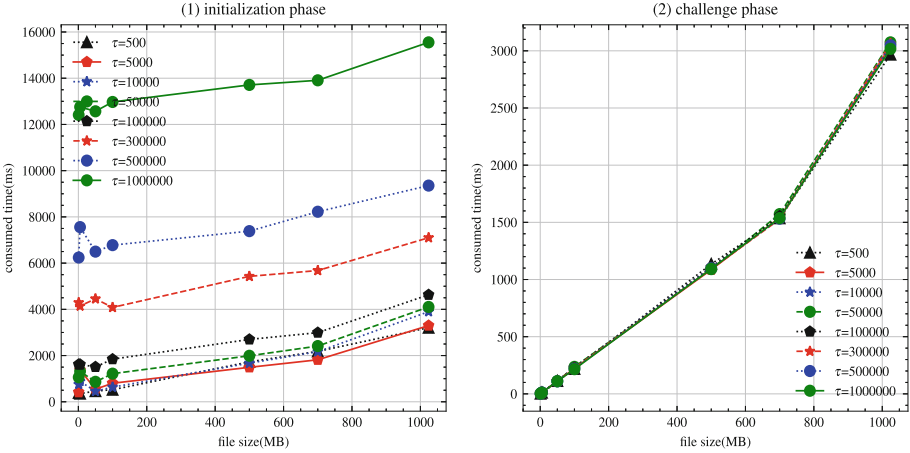 (1) initialization phase
16000
14000
12000
10000
8000
6000
4000
2000
0
consumed time(ms)
τ=500
τ=5000
τ=10000
τ=50000
τ=100000
τ=300000
τ=500000
τ=1000000
0 200 400 600 800 1000
file size(MB)
(2) challenge phase
3000
2500
2000
1500
1000
500
0
consumed time(ms)
τ=500
τ=5000
τ=10000
τ=50000
τ=100000
τ=300000
τ=500000
τ=1000000
0 200 400 600 800 1000
file size(MB)